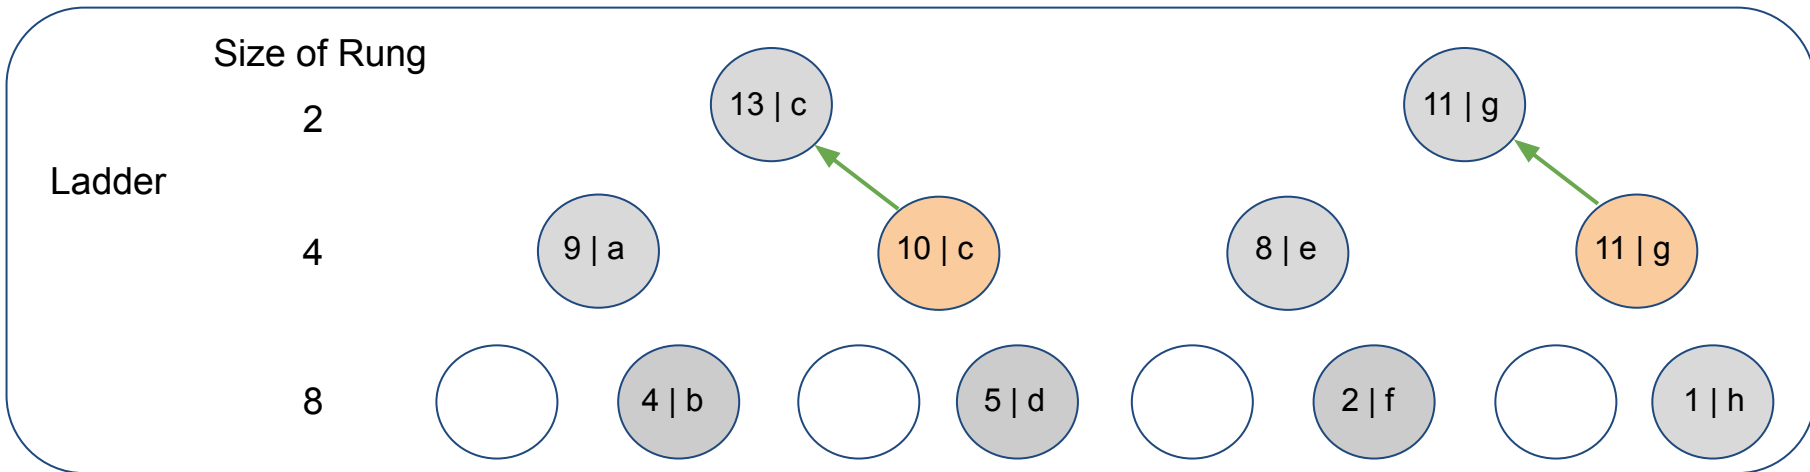 Size of Rung
2
13 | c
11 | g
Ladder
4
9 | a
10 | c
8 | e
11 | g
8
4 | b
5 | d
2 | f
1 | h